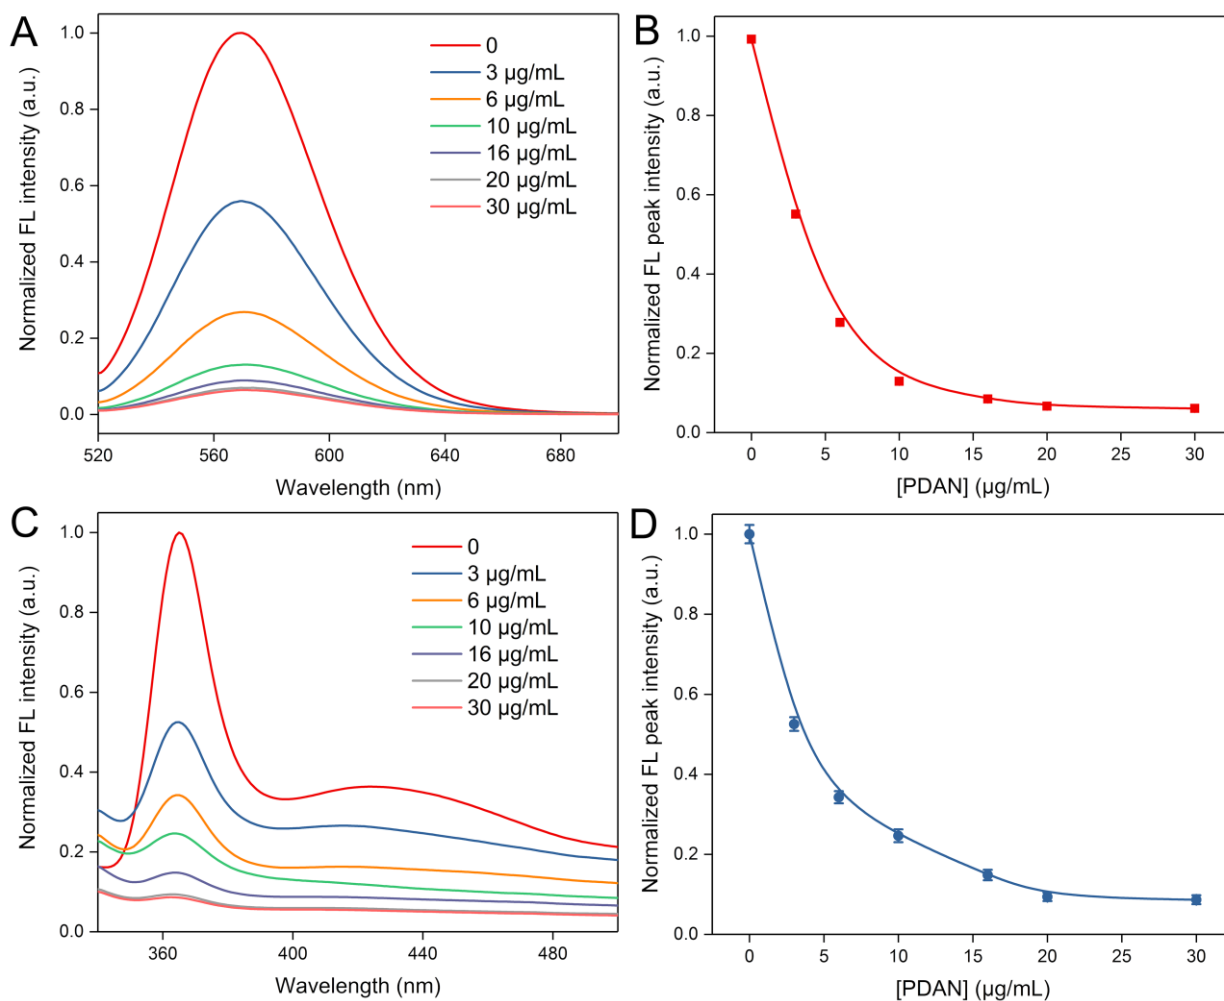 A
Normalized FL intensity (a.u.)
1.0
0.8
0.6
0.4
0.2
0.0
520
560
600
640
680
Wavelength (nm)
0
3 µg/mL
6 µg/mL
10 µg/mL
16 µg/mL
20 µg/mL
30 µg/mL
B
Normalized FL peak intensity (a.u.)
1.0
0.8
0.6
0.4
0.2
0.0
0
5
10
15
20
25
30
[PDAN] (µg/mL)
C
Normalized FL intensity (a.u.)
1.0
0.8
0.6
0.4
0.2
0.0
360
400
440
480
Wavelength (nm)
0
3 µg/mL
6 µg/mL
10 µg/mL
16 µg/mL
20 µg/mL
30 µg/mL
D
Normalized FL peak intensity (a.u.)
1.0
0.8
0.6
0.4
0.2
0.0
0
5
10
15
20
25
30
[PDAN] (µg/mL)